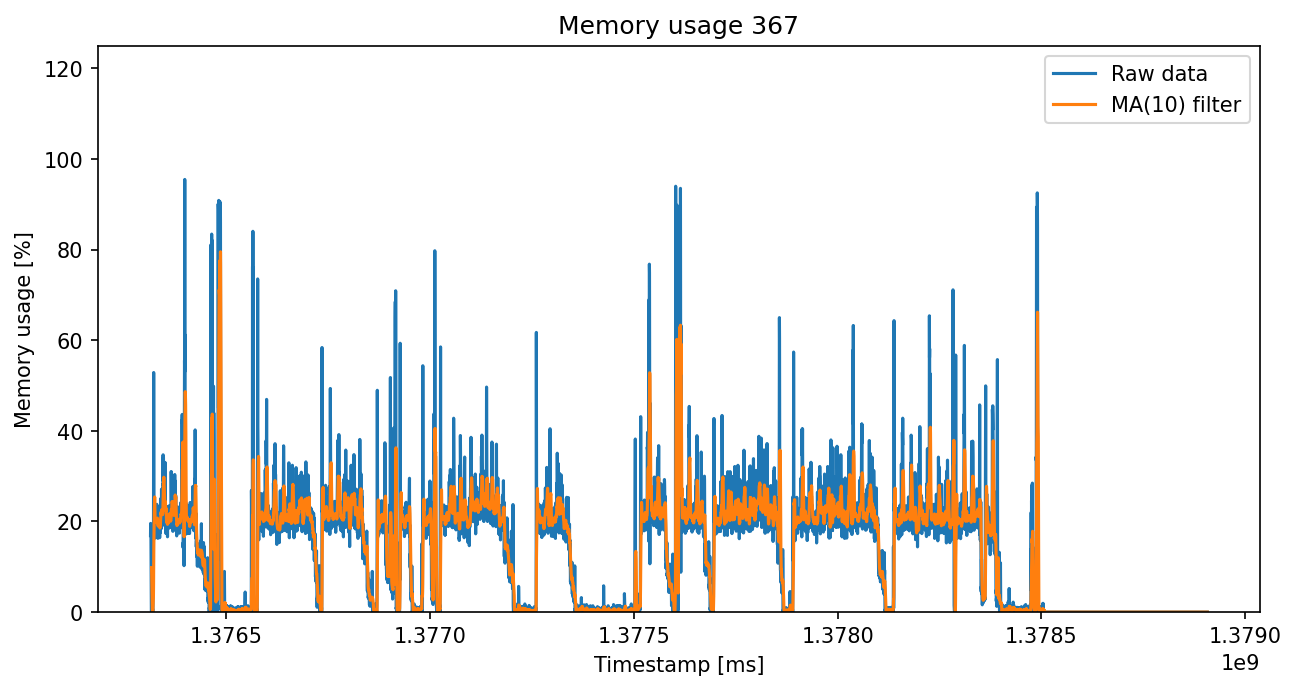 Memory usage 367
Memory usage [%]
120
100
80
60
40
20
0
Raw data
MA(10) filter
1.3765 1.3770 1.3775 1.3780 1.3785 1.3790
1e9
Timestamp [ms]